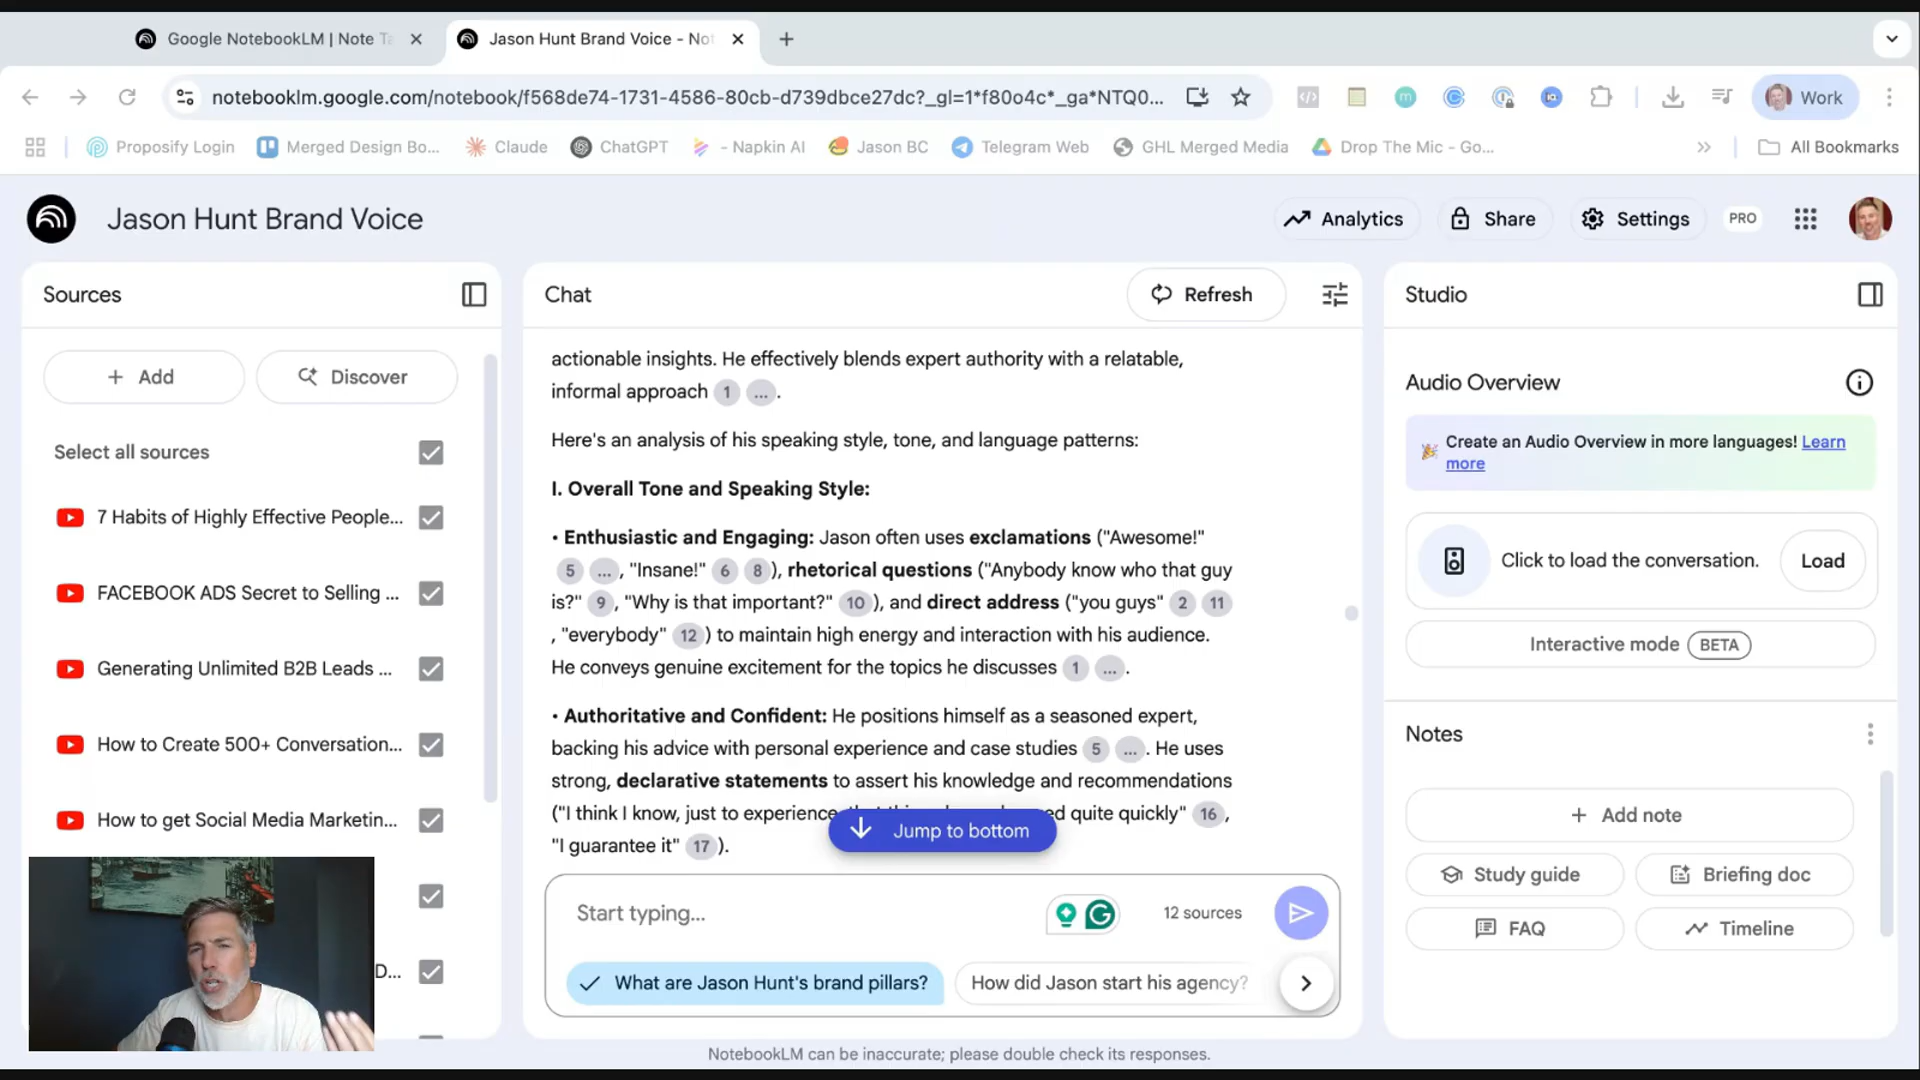 Google NotebookLM | Note Ta
Jason Hunt Brand Voice - Not
notebooklm.google.com/notebook/f568de74-1731-4586-80cb-d739dbce27dc?_gl=1*f80o4c*_ga*NTQ0...
Work
Proposify Login
Merged Design Bo...
Claude
ChatGPT
- Napkin AI
Jason BC
Telegram Web
GHL Merged Media
Drop The Mic - Go...
All Bookmarks
Jason Hunt Brand Voice
Analytics
Share
Settings
PRO
Sources
Add
Discover
Select all sources
7 Habits of Highly Effective People...
FACEBOOK ADS Secret to Selling ...
Generating Unlimited B2B Leads ...
How to Create 500+ Conversation...
How to get Social Media Marketin...
D...
Chat
Refresh
actionable insights. He effectively blends expert authority with a relatable,
informal approach 1 ... .
Here's an analysis of his speaking style, tone, and language patterns:
I. Overall Tone and Speaking Style:
• Enthusiastic and Engaging: Jason often uses exclamations ("Awesome!"
5 ... , "Insane!" 6 8 ), rhetorical questions ("Anybody know who that guy
is?" 9 , "Why is that important?" 10 ), and direct address ("you guys" 2 11
, "everybody" 12 ) to maintain high energy and interaction with his audience.
He conveys genuine excitement for the topics he discusses 1 ... .
• Authoritative and Confident: He positions himself as a seasoned expert,
backing his advice with personal experience and case studies 5 ... . He uses
strong, declarative statements to assert his knowledge and recommendations
("I think I know, just to experience, quite quickly" 16 ,
"I guarantee it" 17 ).
Jump to bottom
Start typing...
12 sources
What are Jason Hunt's brand pillars?
How did Jason start his agency?
NotebookLM can be inaccurate; please double check its responses.
Studio
Audio Overview
Create an Audio Overview in more languages! Learn
more
Click to load the conversation.
Load
Interactive mode BETA
Notes
Add note
Study guide
Briefing doc
FAQ
Timeline